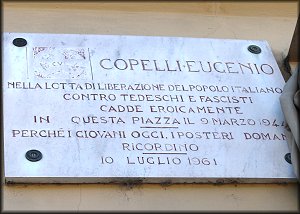 COPELLI·EUGENIO
NELLA LOTTA DI LIBERAZIONE DEL POPOLO ITALIANO
CONTRO TEDESCHI E FASCISTI
CADDE EROICAMENTE
IN QUESTA PIAZZA IL 9 MARZO 1944
PERCHÉ I GIOVANI OGGI, I POSTERI DOMANI
RICORDINO
10 LUGLIO 1961